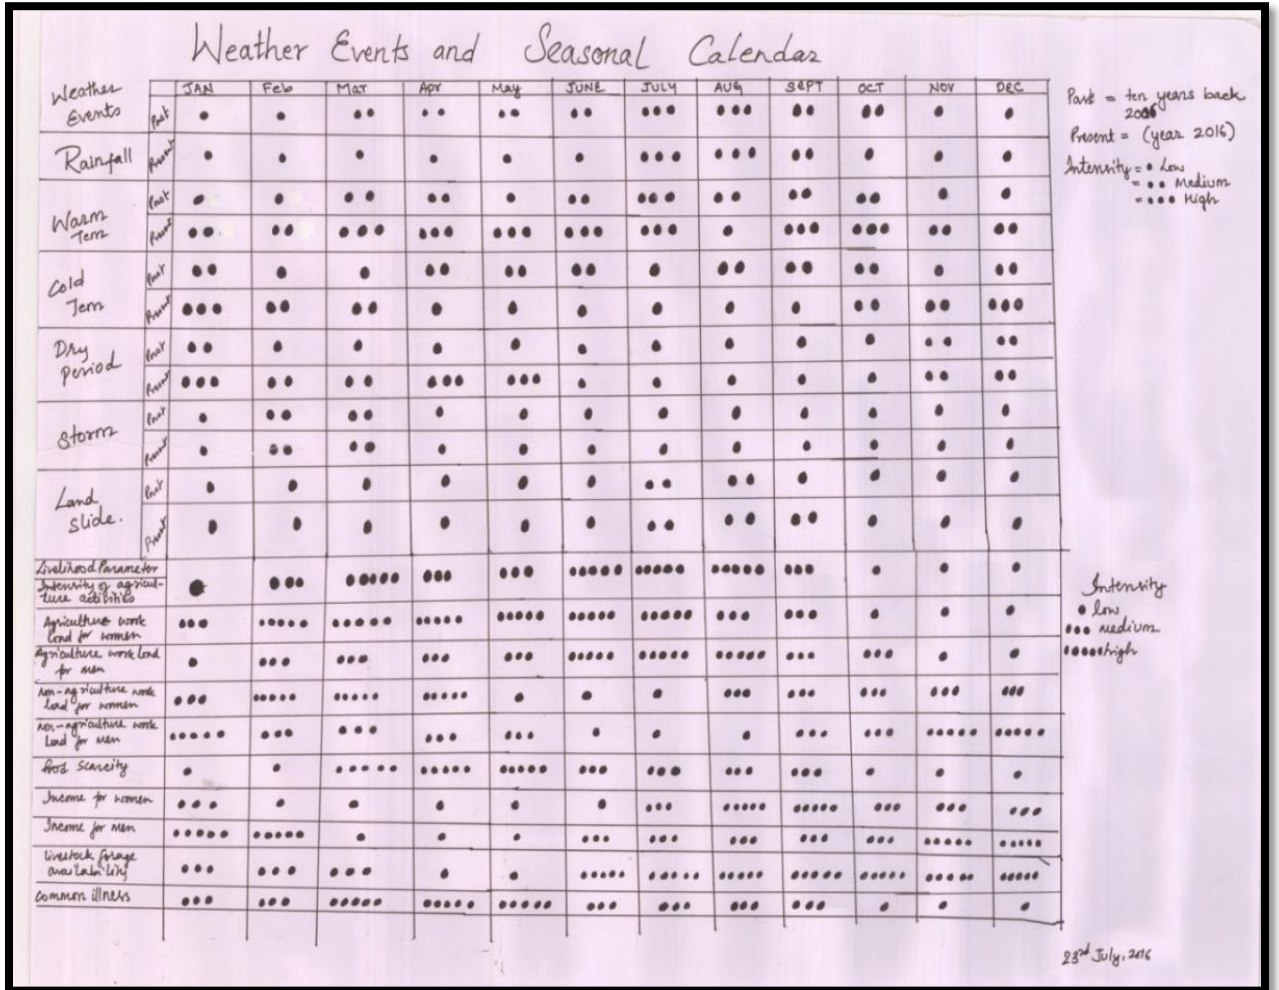 Weather Events and Seasonal Calendar
Weather
Events
JAN Feb Mar Apr May JUNE JULY AUG SEPT OCT NOV DEC
Past
Rainfall
Present
Warm
Tem
Past
Present
Cold
Tem
Past
Present
Dry
Period
Past
Present
Storm
Past
Present
Land
Slide.
Past
Present
Livelihood Parameter
Intensity of agricul-
ture activities
Agriculture work
load for women
Agriculture work load
for men
non-agriculture work
load for women
non-agriculture work
load for men
food Scarcity
Income for women
Income for men
livestock forage
availability
Common illness
Past = ten years back
Present = (year 2016)
Intensity = • Low
= •• Medium
= ••• High
Intensity
• low
••• medium
••••• high
23rd July, 2016